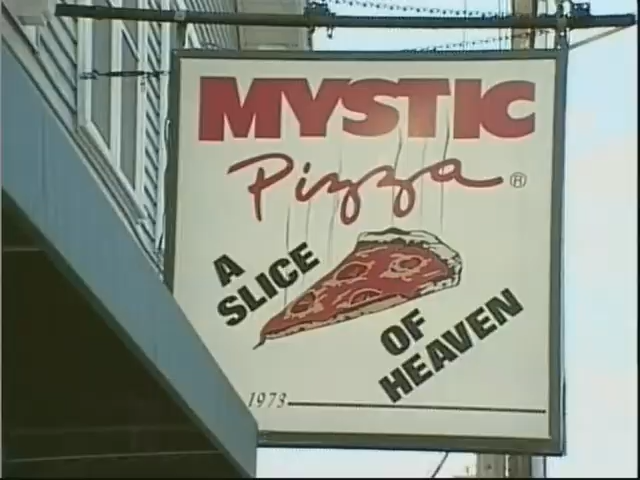 MYSTIC
Pizza®
A
SLICE
OF
HEAVEN
1973